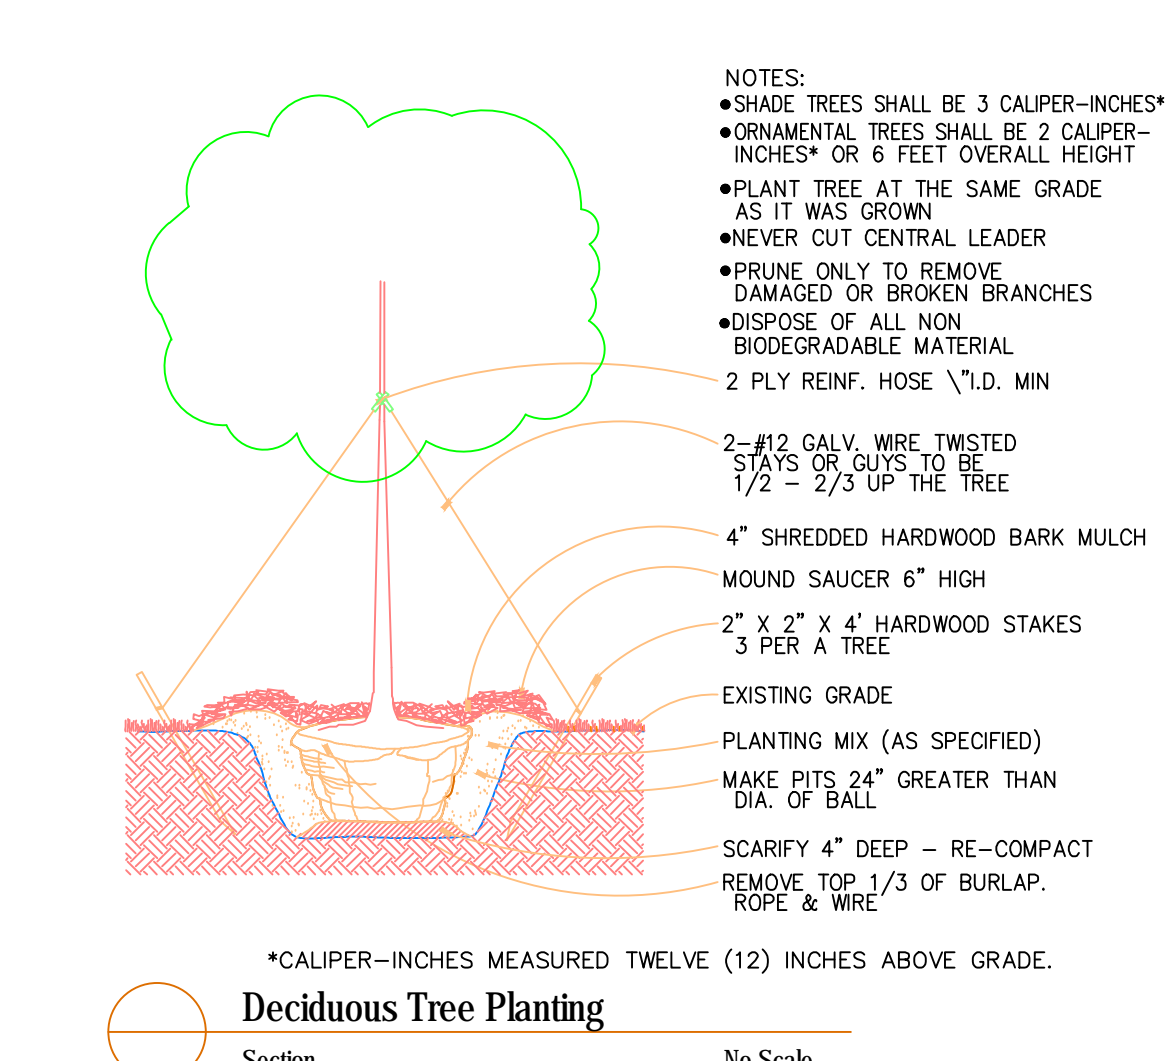 NOTES:
●SHADE TREES SHALL BE 3 CALIPER-INCHES*
●ORNAMENTAL TREES SHALL BE 2 CALIPER-
INCHES* OR 6 FEET OVERALL HEIGHT
●PLANT TREE AT THE SAME GRADE
AS IT WAS GROWN
●NEVER CUT CENTRAL LEADER
●PRUNE ONLY TO REMOVE
DAMAGED OR BROKEN BRANCHES
●DISPOSE OF ALL NON
BIODEGRADABLE MATERIAL
2 PLY REINF. HOSE \"I.D. MIN
2-#12 GALV. WIRE TWISTED
STAYS OR GUYS TO BE
1/2 - 2/3 UP THE TREE
4" SHREDDED HARDWOOD BARK MULCH
MOUND SAUCER 6" HIGH
2" X 2" X 4' HARDWOOD STAKES
3 PER A TREE
EXISTING GRADE
PLANTING MIX (AS SPECIFIED)
MAKE PITS 24" GREATER THAN
DIA. OF BALL
SCARIFY 4" DEEP - RE-COMPACT
REMOVE TOP 1/3 OF BURLAP.
ROPE & WIRE
*CALIPER-INCHES MEASURED TWELVE (12) INCHES ABOVE GRADE.
Deciduous Tree Planting
Section No Scale